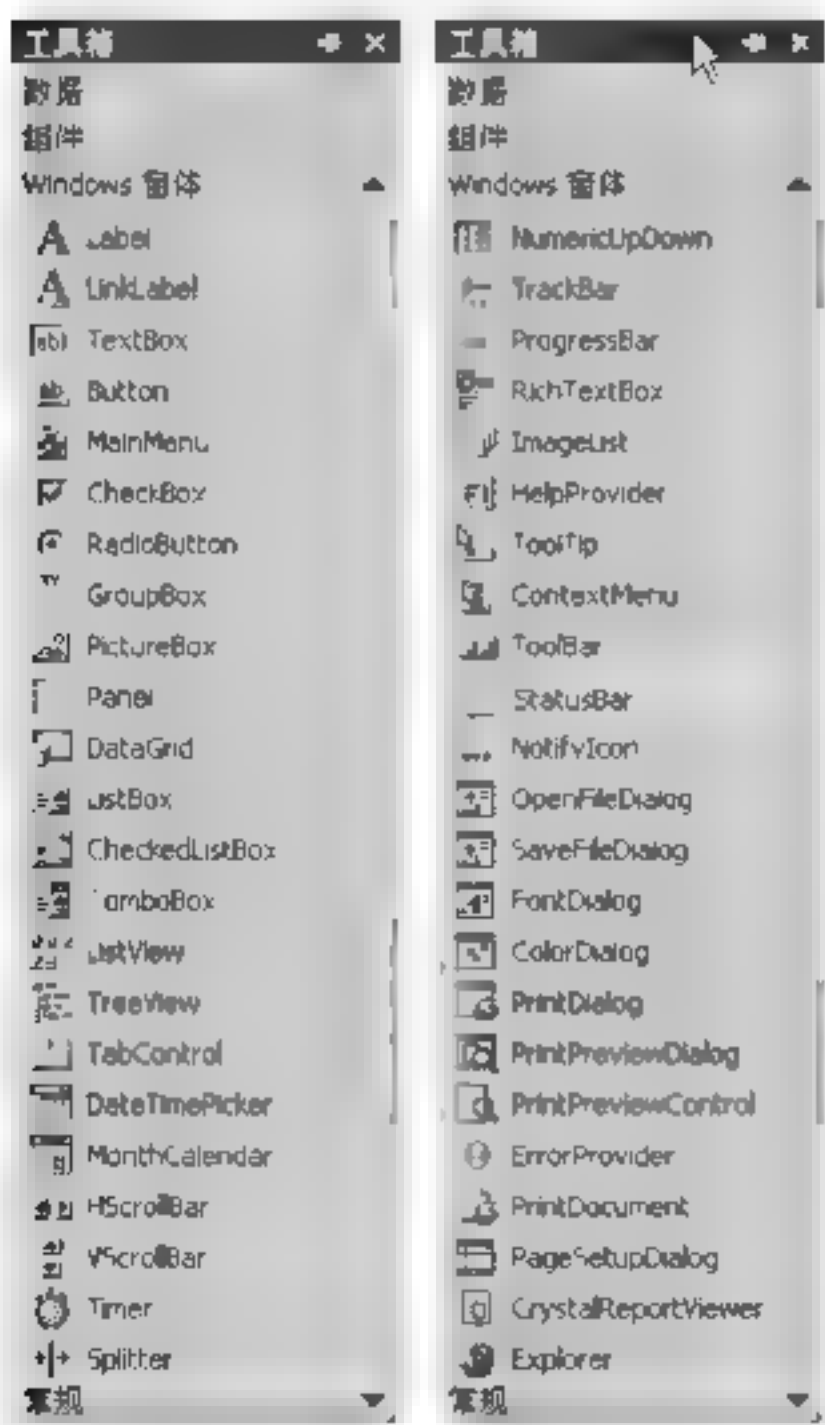 工具箱
数据
组件
Windows 窗体
Label
LinkLabel
TextBox
Button
MainMenu
CheckBox
RadioButton
GroupBox
PictureBox
Panel
DataGrid
ListBox
CheckedListBox
ComboBox
ListView
TreeView
TabControl
DateTimePicker
MonthCalendar
HScrollBar
VScrollBar
Timer
Splitter
常规
工具箱
数据
组件
Windows 窗体
NumericUpDown
TrackBar
ProgressBar
RichTextBox
ImageList
HelpProvider
ToolTip
ContextMenu
ToolBar
StatusBar
NotifyIcon
OpenFileDialog
SaveFileDialog
FontDialog
ColorDialog
PrintDialog
PrintPreviewDialog
PrintPreviewControl
ErrorProvider
PrintDocument
PageSetupDialog
CrystalReportViewer
Explorer
常规